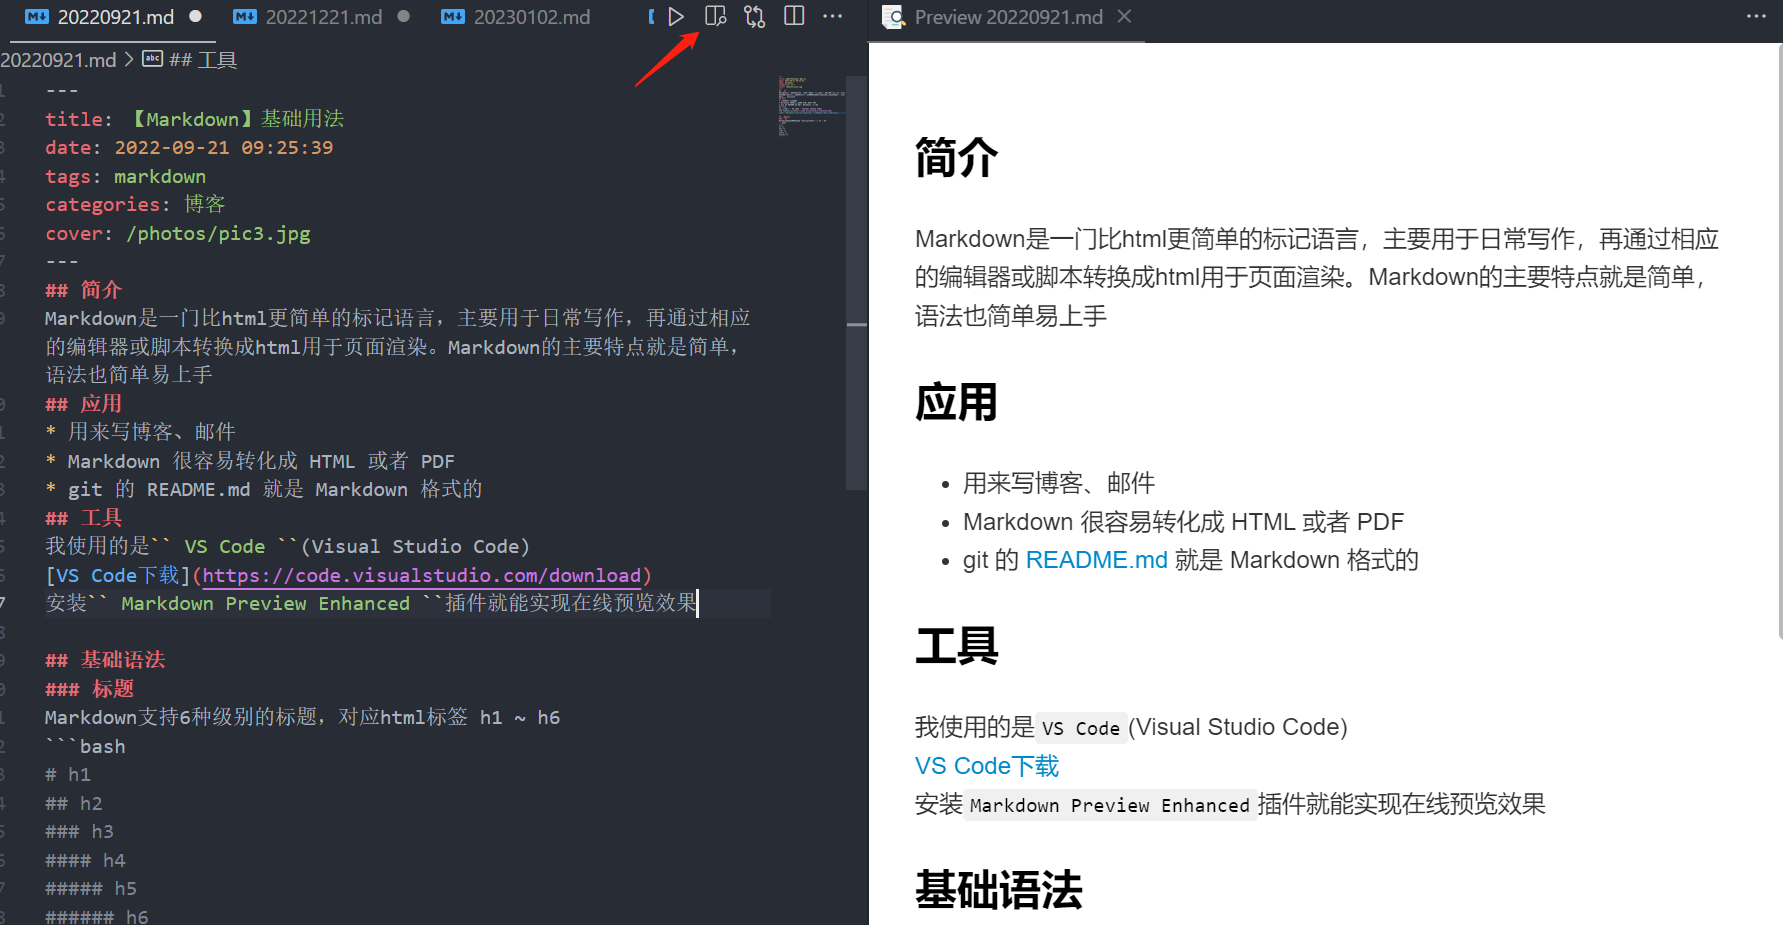 20220921.md
20221221.md
20230102.md
20220921.md > ## 工具
---
title: 【Markdown】基础用法
date: 2022-09-21 09:25:39
tags: markdown
categories: 博客
cover: /photos/pic3.jpg
---
## 简介
Markdown是一门比html更简单的标记语言，主要用于日常写作，再通过相应
的编辑器或脚本转换成html用于页面渲染。Markdown的主要特点就是简单，
语法也简单易上手
## 应用
* 用来写博客、邮件
* Markdown 很容易转化成 HTML 或者 PDF
* git 的 README.md 就是 Markdown 格式的
## 工具
我使用的是`` VS Code ``(Visual Studio Code)
[VS Code下载](https://code.visualstudio.com/download)
安装`` Markdown Preview Enhanced ``插件就能实现在线预览效果
## 基础语法
### 标题
Markdown支持6种级别的标题，对应html标签 h1 ~ h6
```bash
# h1
## h2
### h3
#### h4
##### h5
###### h6
Preview 20220921.md
简介
Markdown是一门比html更简单的标记语言，主要用于日常写作，再通过相应
的编辑器或脚本转换成html用于页面渲染。Markdown的主要特点就是简单，
语法也简单易上手
应用
• 用来写博客、邮件
• Markdown 很容易转化成 HTML 或者 PDF
• git 的 README.md 就是 Markdown 格式的
工具
我使用的是 VS Code (Visual Studio Code)
VS Code下载
安装 Markdown Preview Enhanced 插件就能实现在线预览效果
基础语法